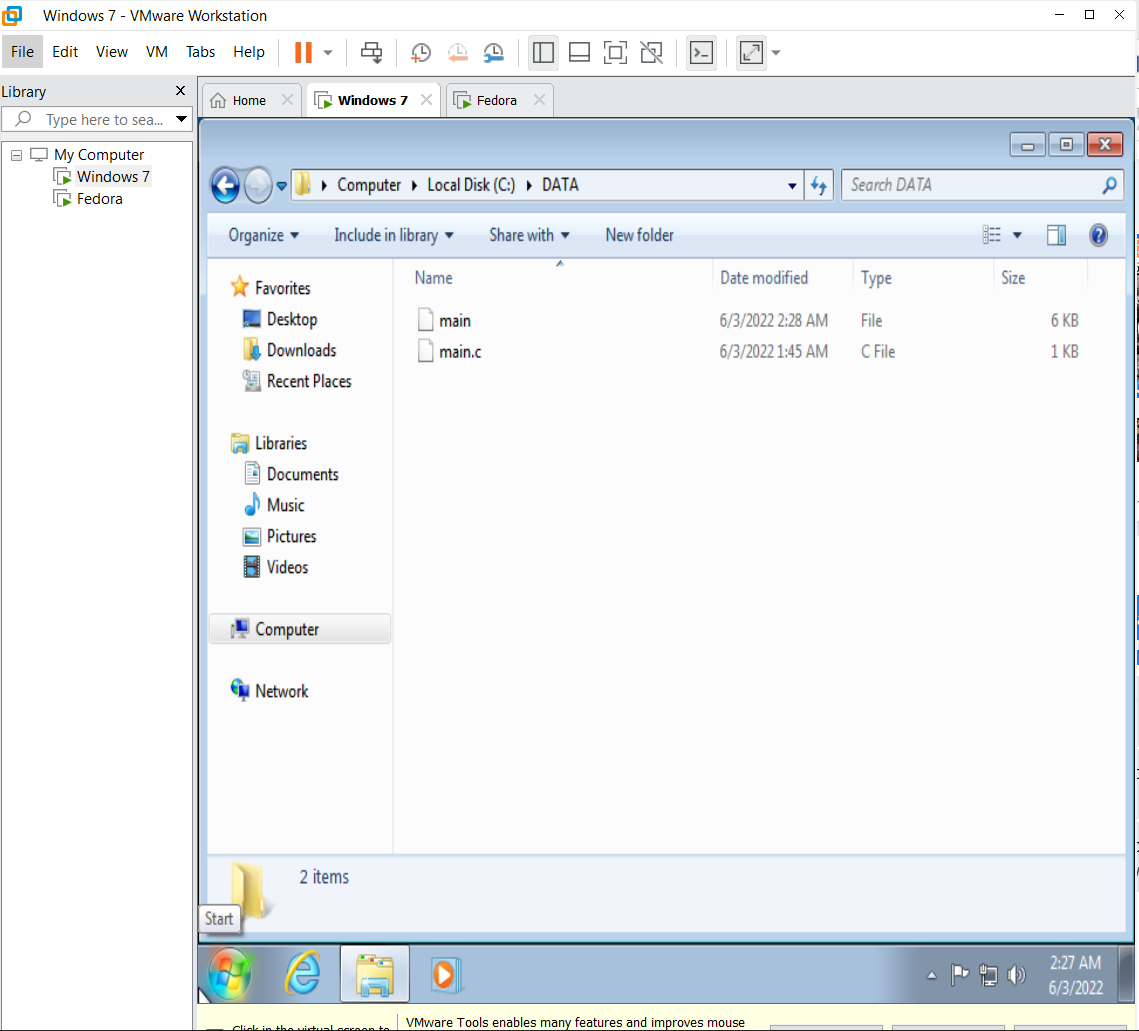 Windows 7 - VMware Workstation
File Edit View VM Tabs Help
Library
Type here to sea...
My Computer
Windows 7
Fedora
Home
Windows 7
Fedora
Computer Local Disk (C:) DATA
Search DATA
Organize Include in library Share with New folder
Favorites
Desktop
Downloads
Recent Places
Libraries
Documents
Music
Pictures
Videos
Computer
Network
Name Date modified Type Size
main 6/3/2022 2:28 AM File 6 KB
main.c 6/3/2022 1:45 AM C File 1 KB
2 items
Start
2:27 AM
6/3/2022
Click in the virtual screen to
VMware Tools enables many features and improves mouse